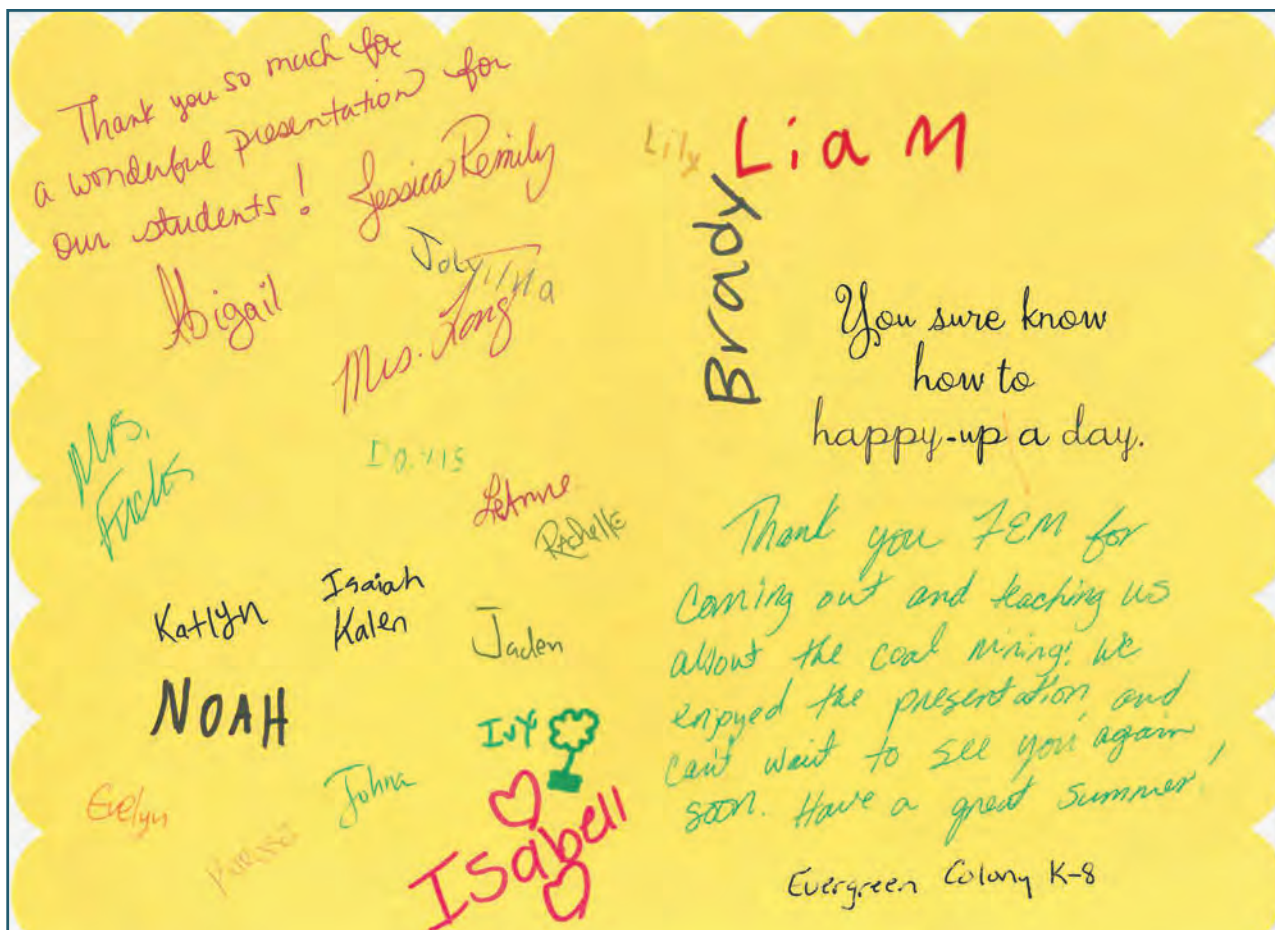 Thank you so much for
a wonderful presentation for
our students! Jessica Remily
Abigail
Mrs. Long
Mrs.
LeAnne
Rachelle
Katlyn
Isaiah
Kalen
Jaden
NOAH
Ivy
Evelyn
Johna
Isabell
Lily
Liam
Brady
You sure know
how to
happy-up a day.
Thank you FEM for
coming out and teaching us
about the coal mining! We
enjoyed the presentation and
can't wait to see you again
soon. Have a great summer!
Evergreen Colony K-8